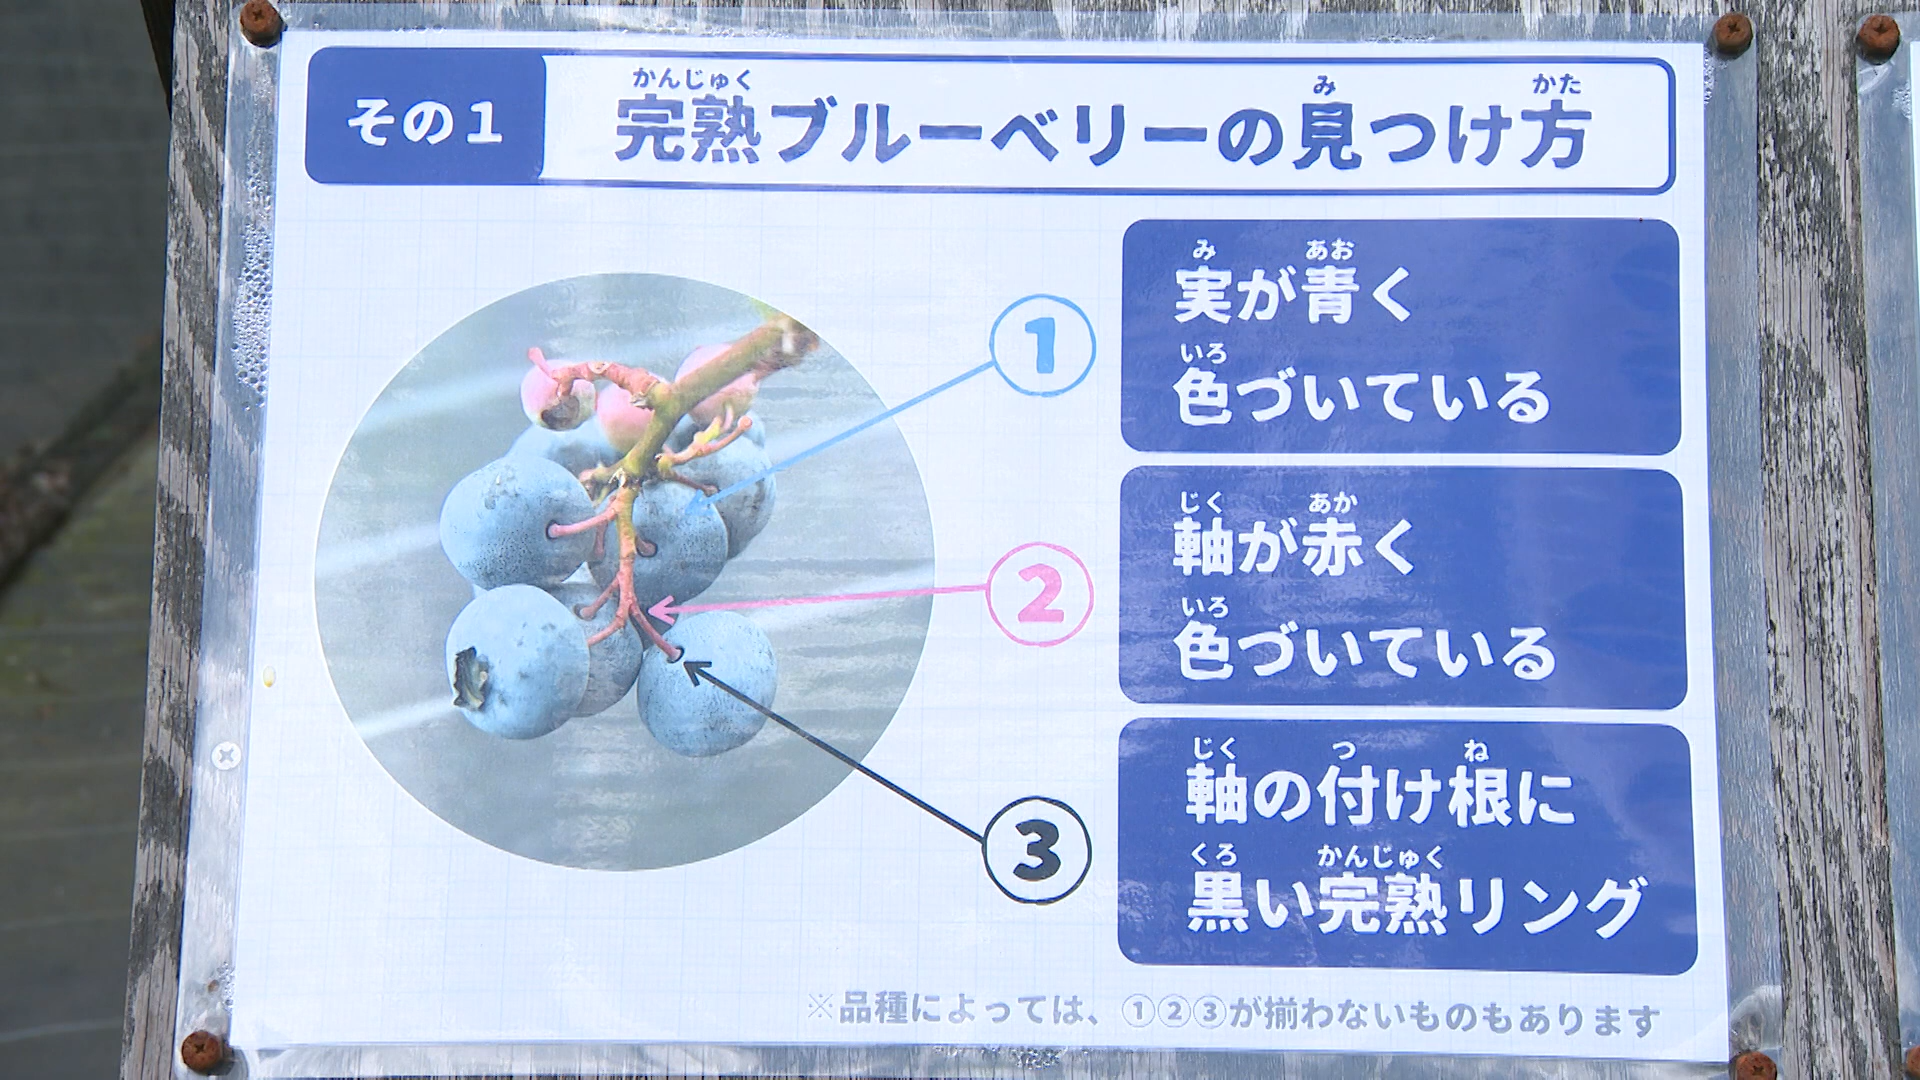 その1
かんじゅく み かた
完熟ブルーベリーの見つけ方
1
み あお
実が青く
いろ
色づいている
2
じく あか
軸が赤く
いろ
色づいている
3
じく つ ね
軸の付け根に
くろ かんじゅく
黒い完熟リング
※品種によっては、①②③が揃わないものもあります